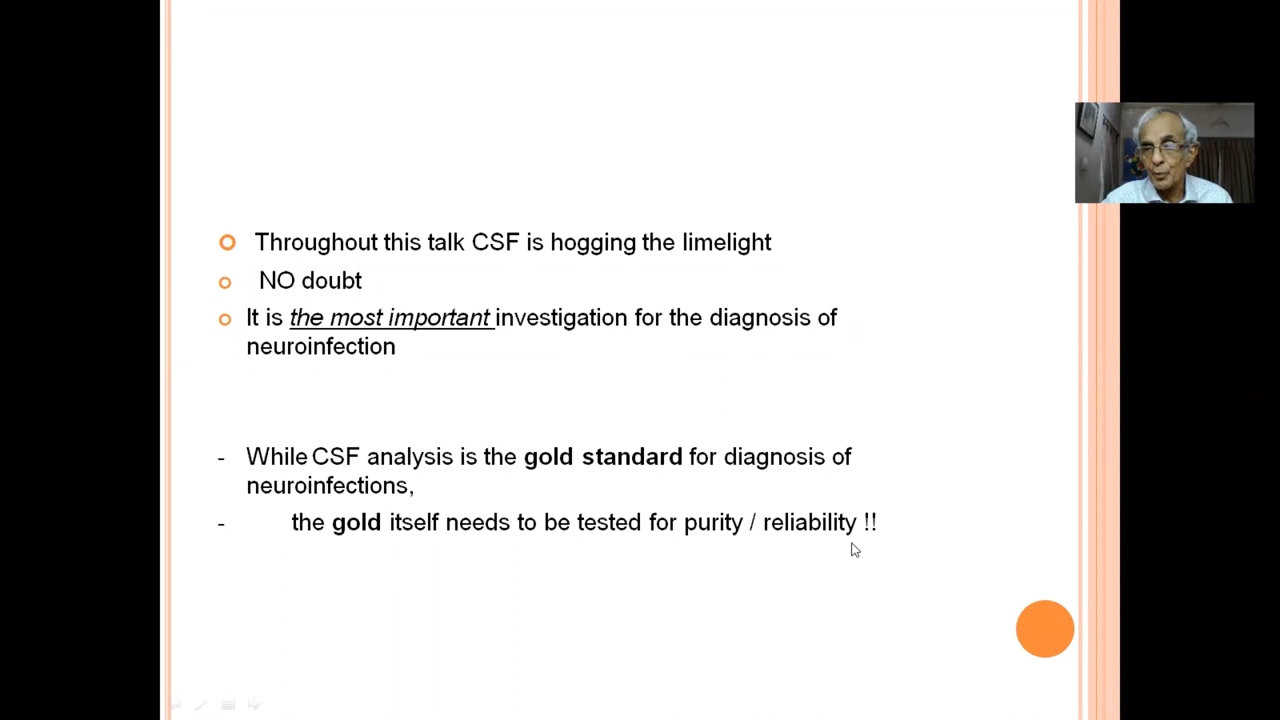 Throughout this talk CSF is hogging the limelight
NO doubt
It is the most important investigation for the diagnosis of
neuroinfection
- While CSF analysis is the gold standard for diagnosis of
neuroinfections,
- the gold itself needs to be tested for purity / reliability !!